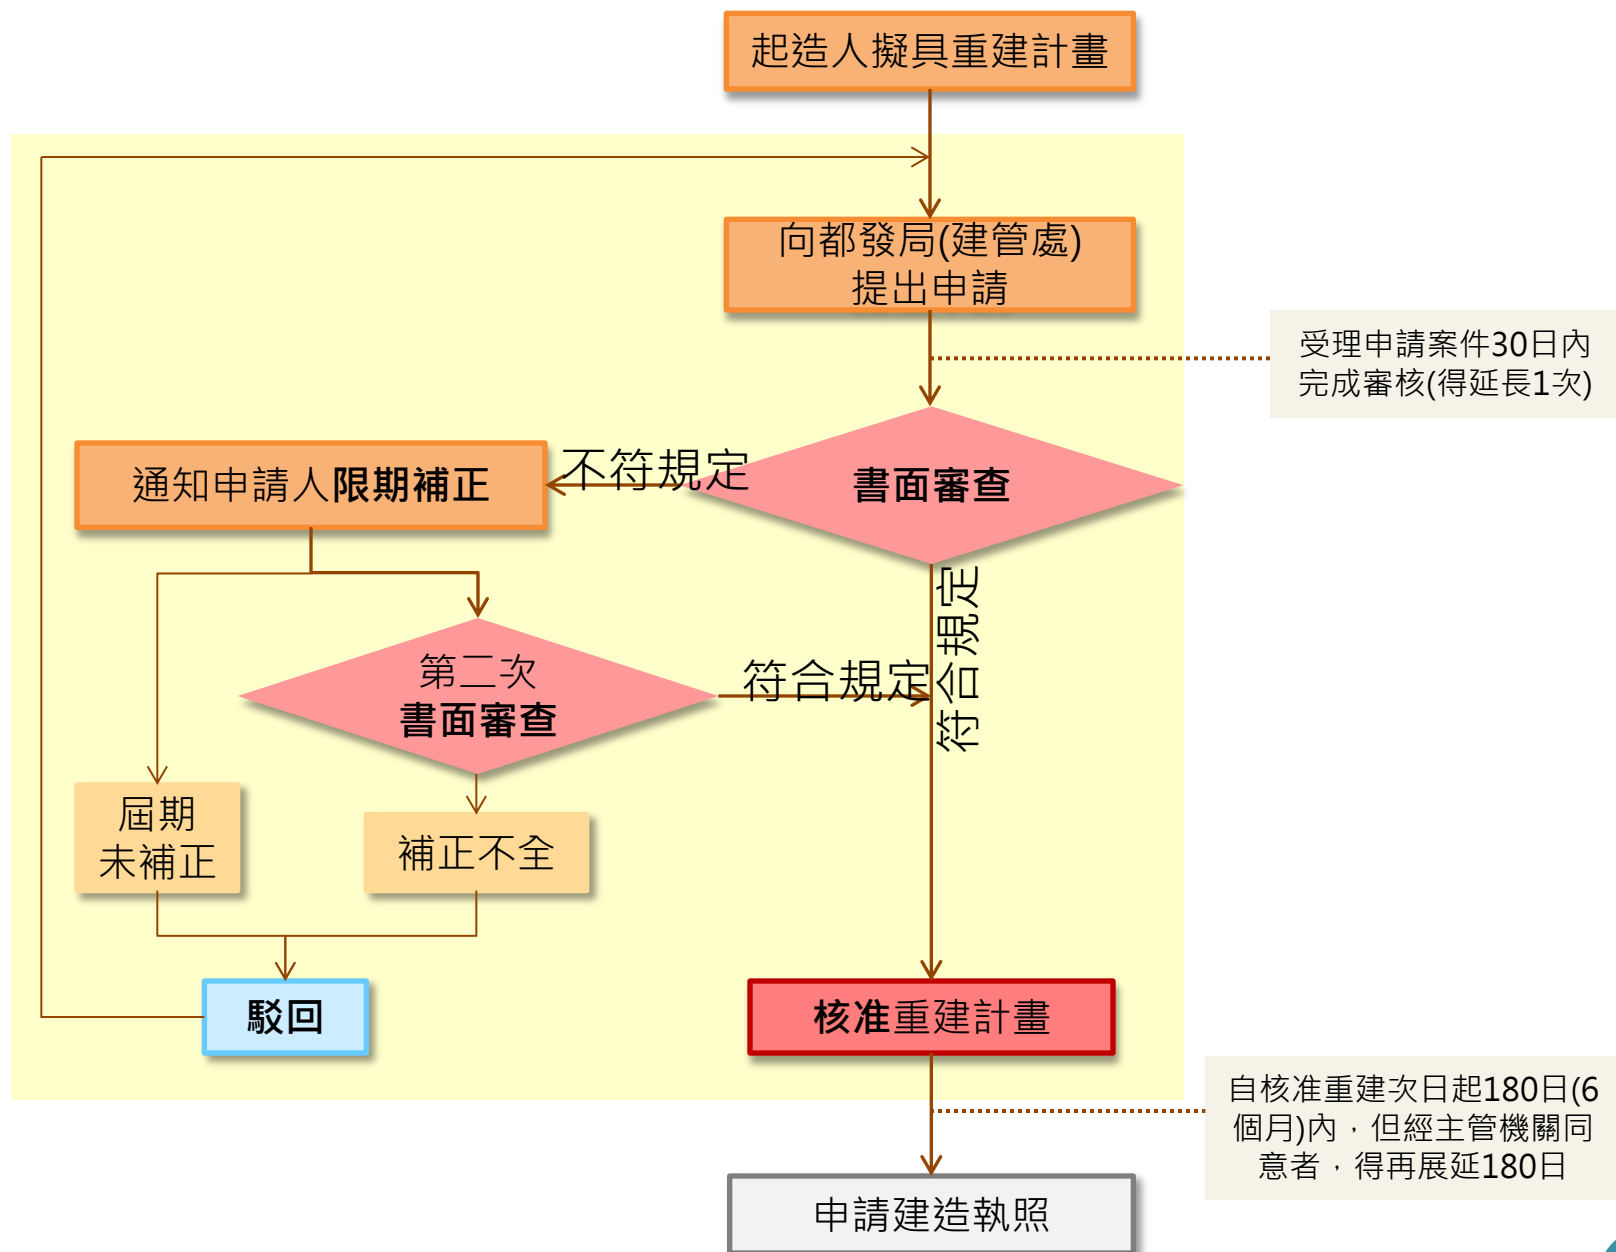 起造人擬具重建計畫
向都發局(建管處)
提出申請
受理申請案件30日內
完成審核(得延長1次)
書面審查
不符規定
通知申請人限期補正
符合規定
第二次
書面審查
符合規定
屆期
未補正
補正不全
駁回
核准重建計畫
自核准重建次日起180日(6
個月)內，但經主管機關同
意者，得再展延180日
申請建造執照